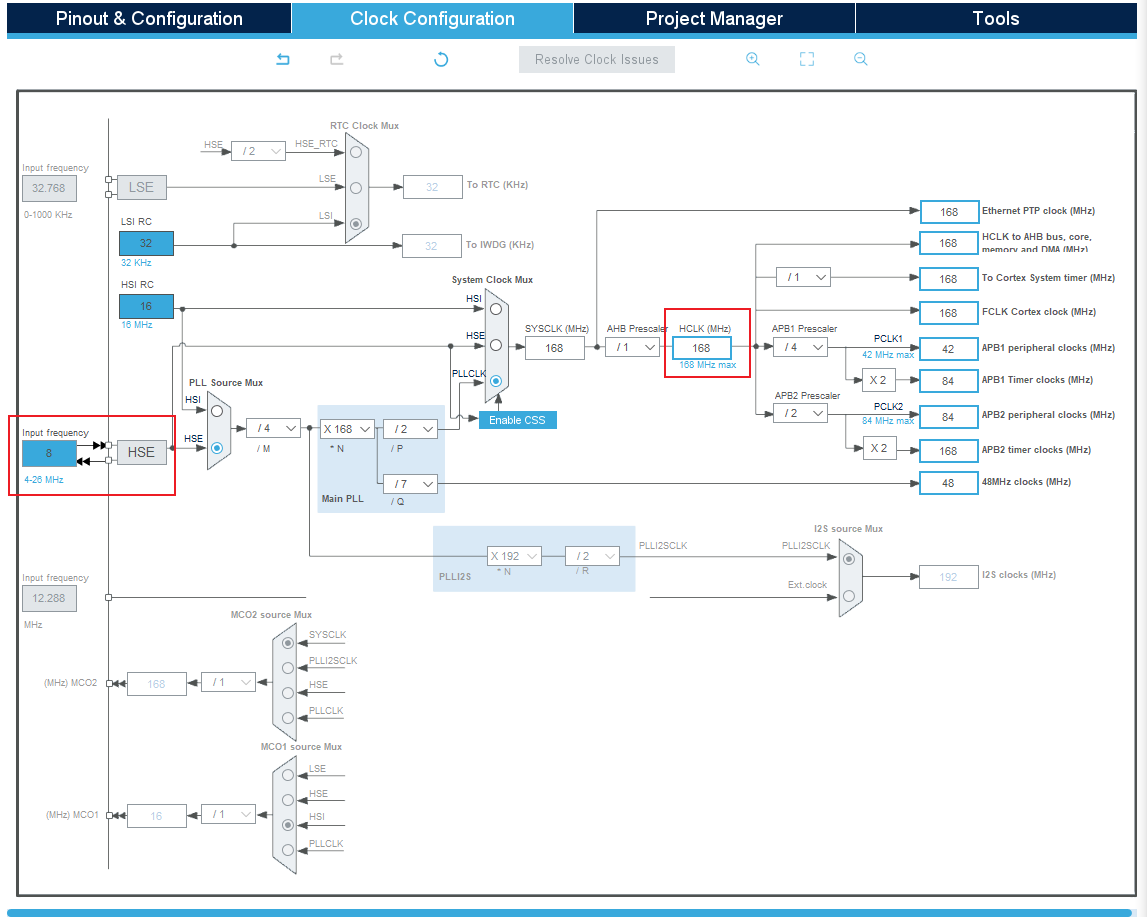 Pinout & Configuration
Clock Configuration
Project Manager
Tools
Resolve Clock Issues
RTC Clock Mux
HSE
/ 2
HSE_RTC
Input frequency
32.768
LSE
LSE
32
To RTC (KHz)
0-1000 KHz
LSI RC
LSI
32
32
To IWDG (KHz)
32 KHz
HSI RC
16
16 MHz
System Clock Mux
HSI
HSE
PLLCLK
SYSCLK (MHz)
168
AHB Prescaler
/ 1
HCLK (MHz)
168
168 MHz max
168
Ethernet PTP clock (MHz)
168
HCLK to AHB bus, core,
memory and DMA (MHz)
/ 1
168
To Cortex System timer (MHz)
168
FCLK Cortex clock (MHz)
APB1 Prescaler
/ 4
PCLK1
42 MHz max
42
APB1 peripheral clocks (MHz)
X 2
84
APB1 Timer clocks (MHz)
APB2 Prescaler
/ 2
PCLK2
84 MHz max
84
APB2 peripheral clocks (MHz)
X 2
168
APB2 timer clocks (MHz)
48
48MHz clocks (MHz)
Enable CSS
PLL Source Mux
HSI
HSE
Input frequency
8
HSE
4-26 MHz
/ 4
/ M
X 168
* N
/ 2
/ P
/ 7
/ Q
Main PLL
X 192
* N
/ 2
/ R
PLLI2S
PLLI2SCLK
I2S source Mux
PLLI2SCLK
Ext.clock
192
I2S clocks (MHz)
Input frequency
12.288
MHz
MCO2 source Mux
SYSCLK
PLLI2SCLK
HSE
PLLCLK
(MHz) MCO2
168
/ 1
MCO1 source Mux
LSE
HSE
HSI
PLLCLK
(MHz) MCO1
16
/ 1